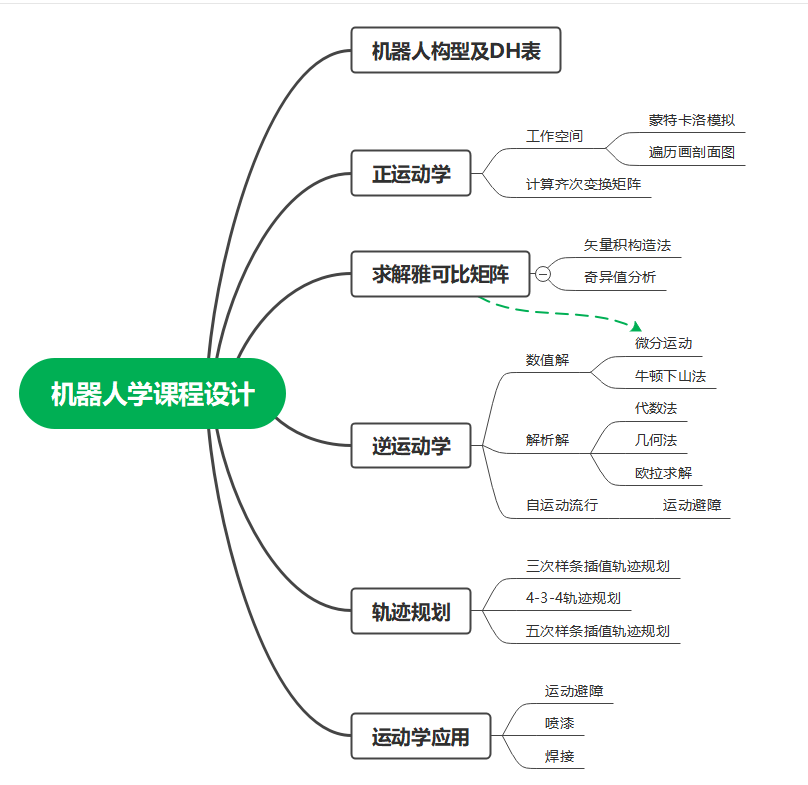 机器人学课程设计
机器人构型及DH表
正运动学
工作空间
蒙特卡洛模拟
遍历画剖面图
计算齐次变换矩阵
求解雅可比矩阵
矢量积构造法
奇异值分析
逆运动学
数值解
微分运动
牛顿下山法
解析解
代数法
几何法
欧拉求解
自运动流行
运动避障
轨迹规划
三次样条插值轨迹规划
4-3-4轨迹规划
五次样条插值轨迹规划
运动学应用
运动避障
喷漆
焊接